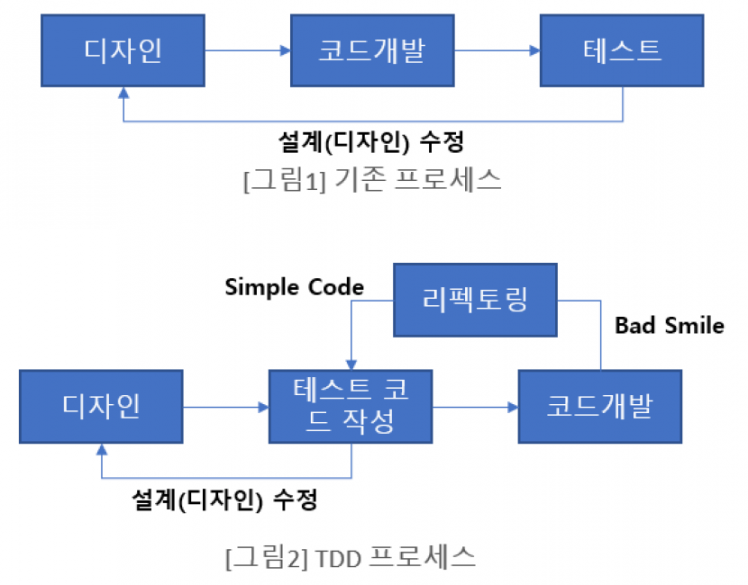 디자인
코드개발
테스트
설계(디자인) 수정
[그림1] 기존 프로세스
Simple Code
리펙토링
Bad Smile
디자인
테스트 코
드 작성
코드개발
설계(디자인) 수정
[그림2] TDD 프로세스